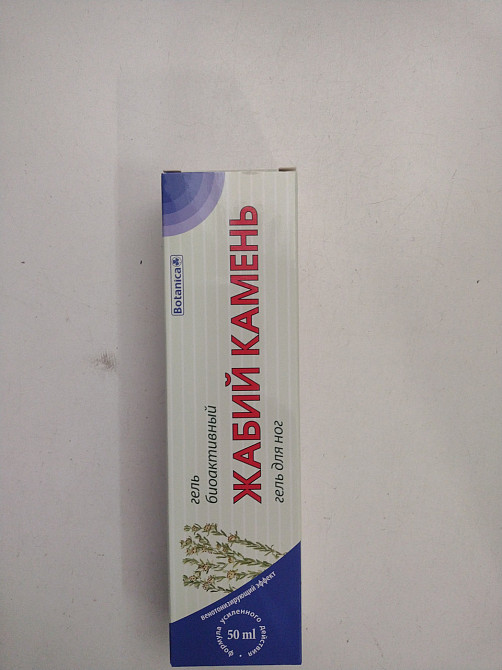 Botanica
гель
биоактивный
ЖАБИЙ КАМЕНЬ
гель для ног
венотонизирующий эффект
формула усиленного действия
50 ml